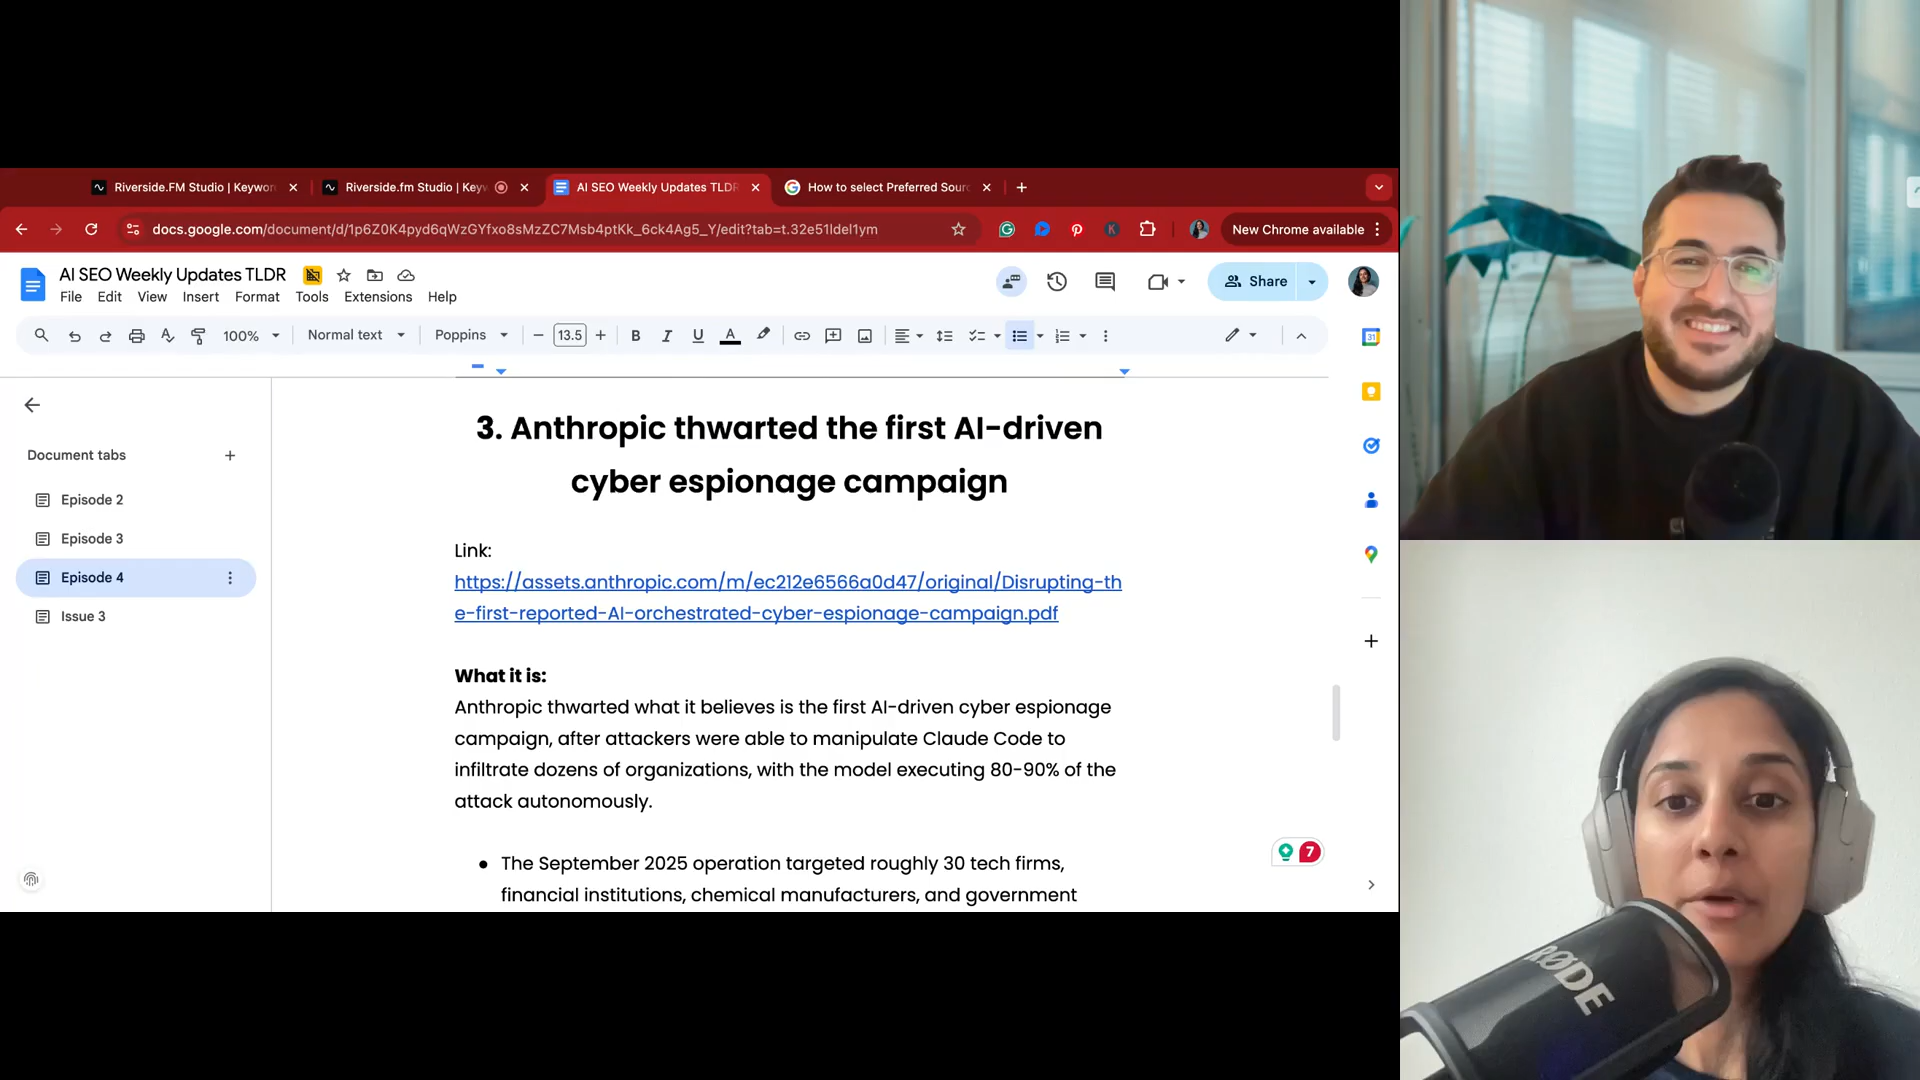 Riverside.FM Studio | Keywor
Riverside.fm Studio | Keyw
AI SEO Weekly Updates TLDR
How to select Preferred Sour
docs.google.com/document/d/1p6Z0K4pyd6qWzGYfxo8sMzZC7Msb4ptKk_6ck4Ag5_Y/edit?tab=t.32e51ldel1ym
K
New Chrome available
AI SEO Weekly Updates TLDR
File Edit View Insert Format Tools Extensions Help
Share
100% Normal text Poppins 13.5 B I U A
31
Document tabs
Episode 2
Episode 3
Episode 4
Issue 3
3. Anthropic thwarted the first AI-driven
cyber espionage campaign
Link:
https://assets.anthropic.com/m/ec212e6566a0d47/original/Disrupting-th
e-first-reported-AI-orchestrated-cyber-espionage-campaign.pdf
What it is:
Anthropic thwarted what it believes is the first AI-driven cyber espionage
campaign, after attackers were able to manipulate Claude Code to
infiltrate dozens of organizations, with the model executing 80-90% of the
attack autonomously.
● The September 2025 operation targeted roughly 30 tech firms,
financial institutions, chemical manufacturers, and government
7
RØDE